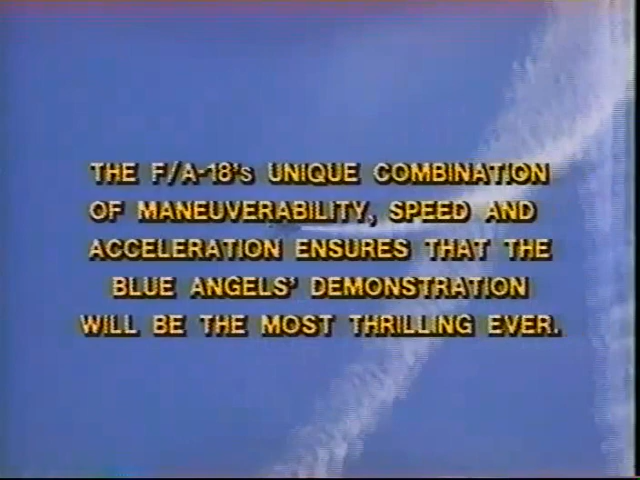 THE F/A-18's UNIQUE COMBINATION
OF MANEUVERABILITY, SPEED AND
ACCELERATION ENSURES THAT THE
BLUE ANGELS' DEMONSTRATION
WILL BE THE MOST THRILLING EVER.